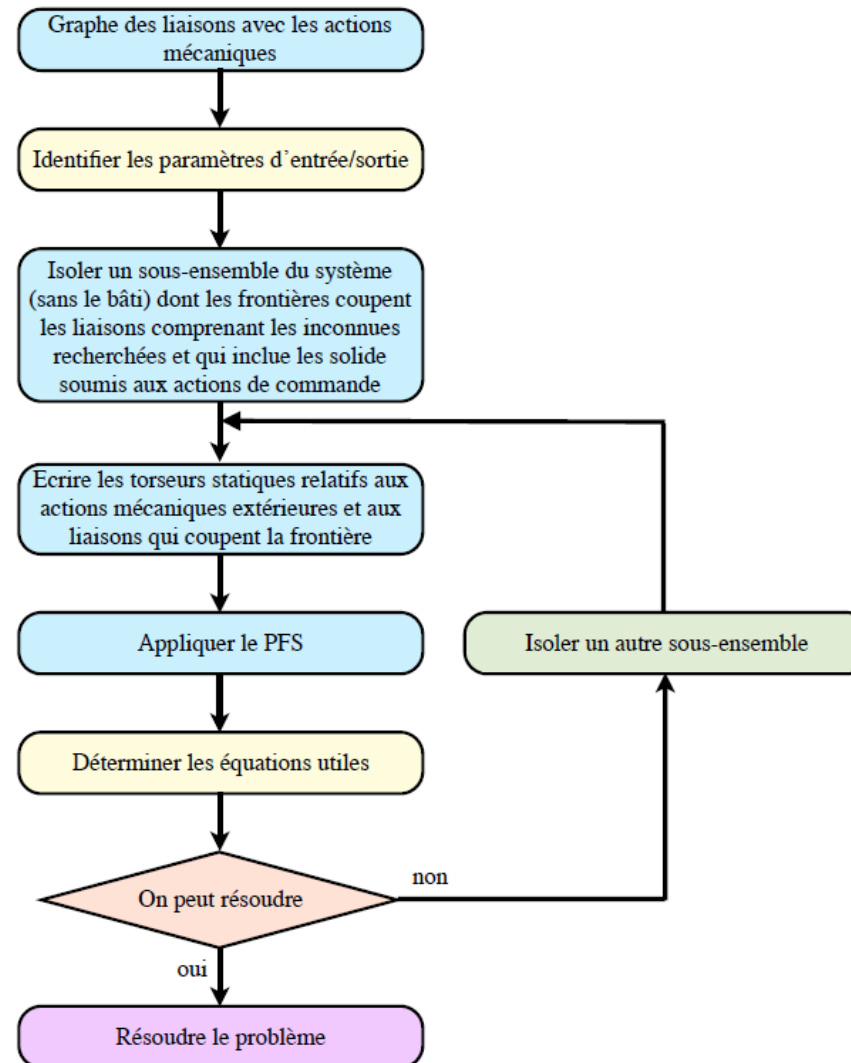 Graphe des liaisons avec les actions
mécaniques
Identifier les paramètres d'entrée/sortie
Isoler un sous-ensemble du système
(sans le bâti) dont les frontières coupent
les liaisons comprenant les inconnues
recherchées et qui inclue les solide
soumis aux actions de commande
Ecrire les torseurs statiques relatifs aux
actions mécaniques extérieures et aux
liaisons qui coupent la frontière
Appliquer le PFS
Isoler un autre sous-ensemble
Déterminer les équations utiles
On peut résoudre
non
oui
Résoudre le problème